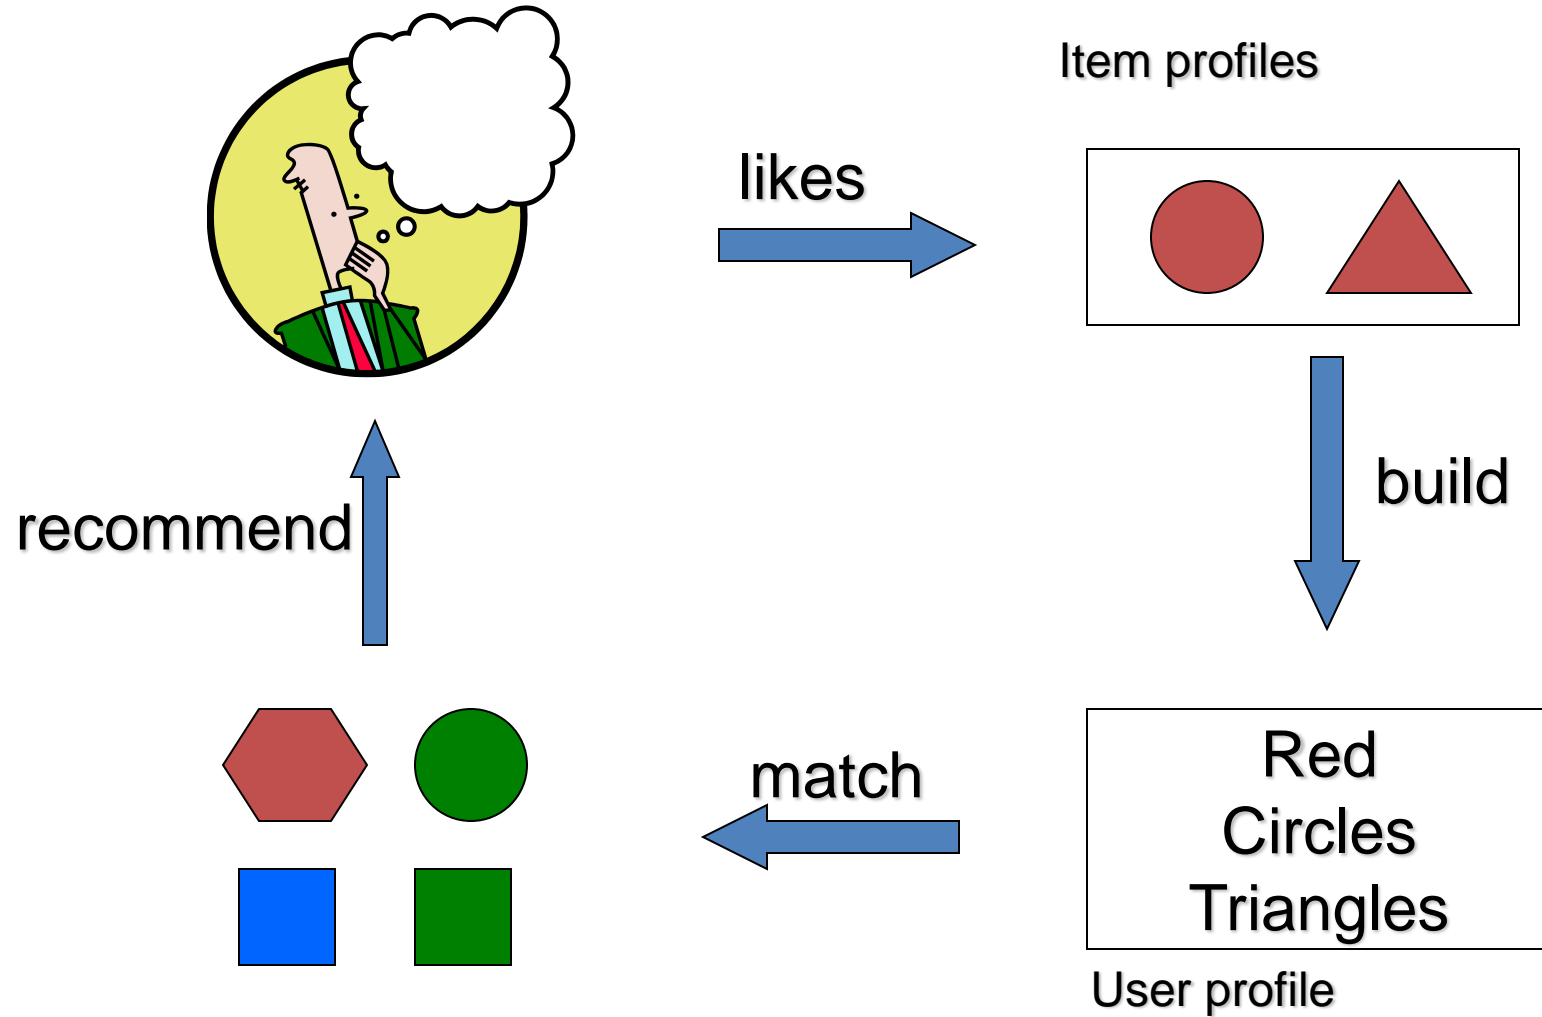 Item profiles
likes
build
recommend
match
Red
Circles
Triangles
User profile